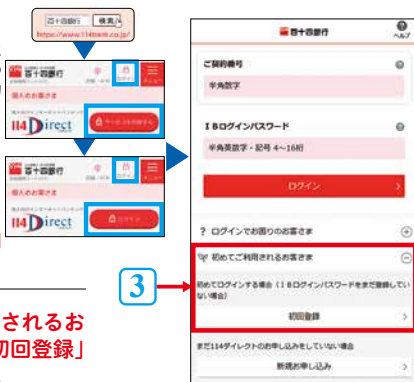 百十四銀行 検索
https://www.114bank.co.jp/
百十四銀行
ログイン
メニュー
個人のお客さま
114 Direct
百十四銀行
ログイン
メニュー
個人のお客さま
114 Direct
ログイン
百十四銀行
ヘルプ
ご契約番号
半角数字
IBログインパスワード
半角英数字・記号 4～16桁
ログイン
? ログインでお困りのお客さま
初めてご利用されるお客さま
3
初めてログインする場合（IBログインパスワードをまだ登録してい
ない場合）
初回登録
まだ114ダイレクトのお申し込みをしていない場合
新規お申し込み
されるお
初回登録」